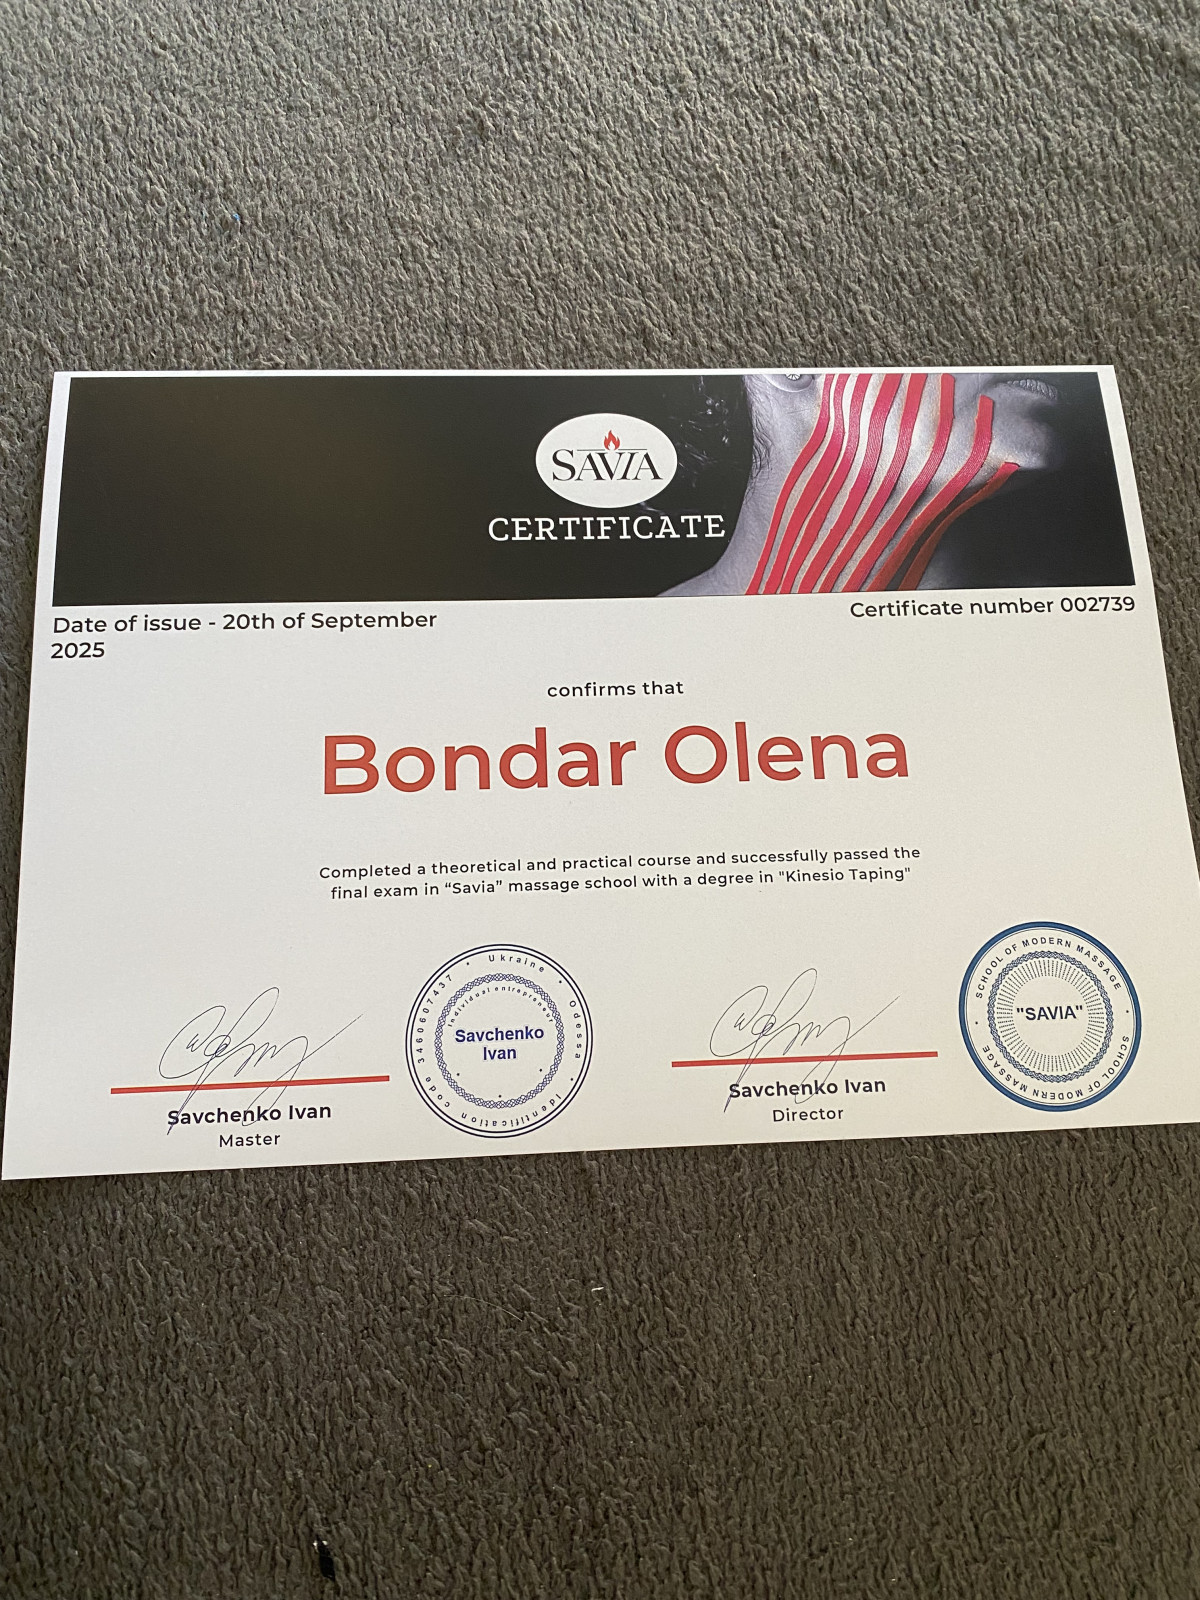 SAVIA
CERTIFICATE
Date of issue - 20th of September
2025
Certificate number 002739
confirms that
Bondar Olena
Completed a theoretical and practical course and successfully passed the
final exam in “Savia” massage school with a degree in "Kinesio Taping"
Savchenko Ivan
Master
Ukraine • Odessa • Identification code 3460607437
Individual entrepreneur
Savchenko
Ivan
Savchenko Ivan
Director
SCHOOL OF MODERN MASSAGE • SCHOOL OF MODERN MASSAGE •
"SAVIA"